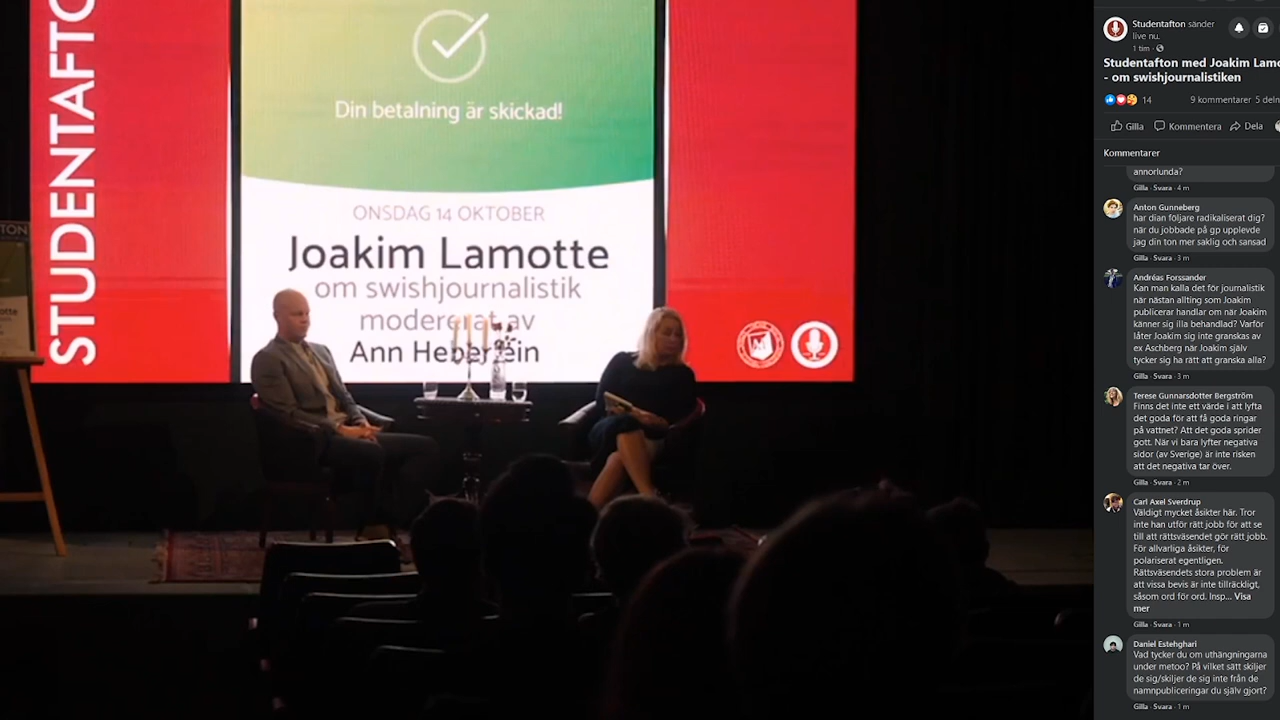 STUDENTAFTO
Din betalning är skickad!
ONSDAG 14 OKTOBER
Joakim Lamotte
om swishjournalistik
modererat av
Ann Heberlein
TON
otte
Studentafton sänder
live nu.
1 tim ·
Studentafton med Joakim Lamo
- om swishjournalistiken
14
9 kommentarer 5 deln
Gilla Kommentera Dela
Kommentarer
annorlunda?
Gilla · Svara · 4 m
Anton Gunneberg
har dian följare radikaliserat dig?
när du jobbade på gp upplevde
jag din ton mer saklig och sansad
Gilla · Svara · 3 m
Andréas Forssander
Kan man kalla det för journalistik
när nästan allting som Joakim
publicerar handlar om när Joakim
känner sig illa behandlad? Varför
låter Joakim sig inte granskas av
ex Aschberg när Joakim själv
tycker sig ha rätt att granska alla?
Gilla · Svara · 3 m
Terese Gunnarsdotter Bergström
Finns det inte ett värde i att lyfta
det goda för att få goda ringar
på vattnet? Att det goda sprider
gott. När vi bara lyfter negativa
sidor (av Sverige) är inte risken
att det negativa tar över.
Gilla · Svara · 2 m
Carl Axel Sverdrup
Väldigt mycket åsikter här. Tror
inte han utför rätt jobb för att se
till att rättsväsendet gör rätt jobb.
För allvarliga åsikter, för
polariserat egentligen.
Rättsväsendets stora problem är
att vissa bevis är inte tillräckligt,
såsom ord för ord. Insp... Visa
mer
Gilla · Svara · 1 m
Daniel Estehghari
Vad tycker du om uthängningarna
under metoo? På vilket sätt skiljer
de sig/skiljer de sig inte från de
namnpubliceringar du själv gjort?
Gilla · Svara · 1 m